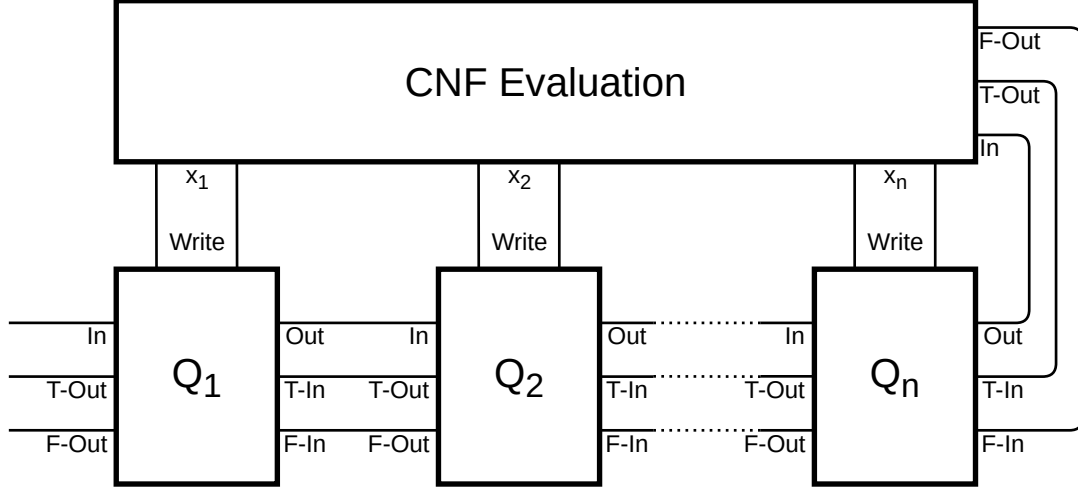 CNF Evaluation
F-Out
T-Out
In
x1 x2 xn
Write Write Write
In Out In Out In Out
Q1 Q2 Qn
T-Out T-In T-Out T-In T-Out T-In
F-Out F-In F-Out F-In F-Out F-In